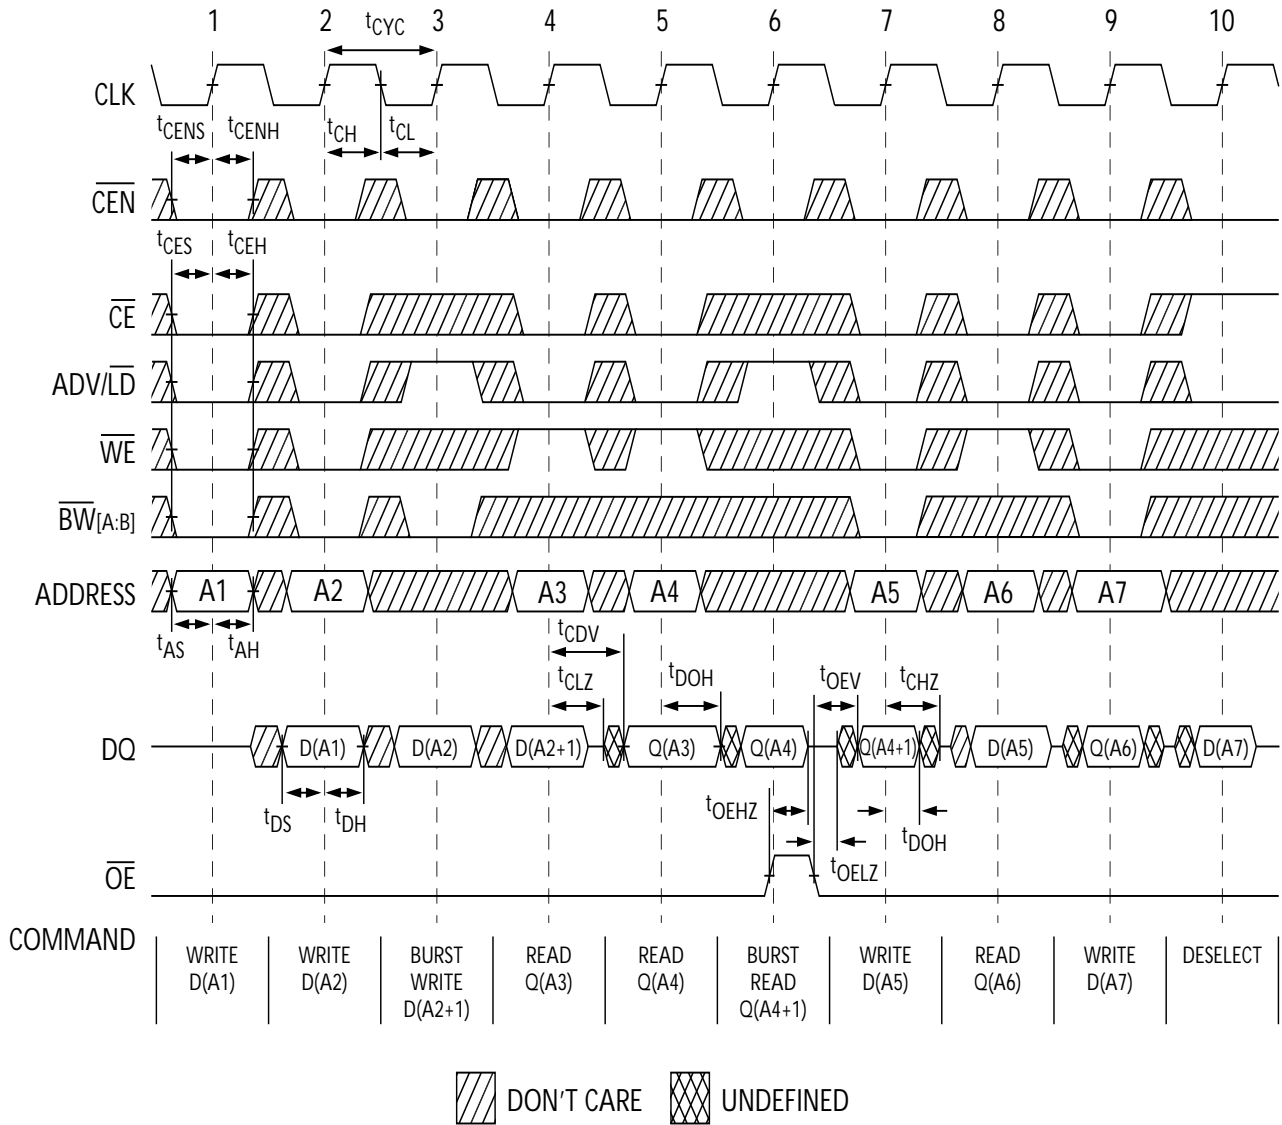 1 2 3 4 5 6 7 8 9 10
tCYC
CLK
tCENS tCENH tCH tCL
CEN
tCES tCEH
CE
ADV/LD
WE
BW[A:B]
ADDRESS A1 A2 A3 A4 A5 A6 A7
tAS tAH tCDV
tCLZ tDOH tOEV tCHZ
DQ D(A1) D(A2) D(A2+1) Q(A3) Q(A4) Q(A4+1) D(A5) Q(A6) D(A7)
tDS tDH tOEHZ tDOH
tOELZ
OE
COMMAND
WRITE WRITE BURST READ READ BURST WRITE READ WRITE DESELECT
D(A1) D(A2) WRITE Q(A3) Q(A4) READ D(A5) Q(A6) D(A7)
D(A2+1) Q(A4+1)
DON'T CARE UNDEFINED